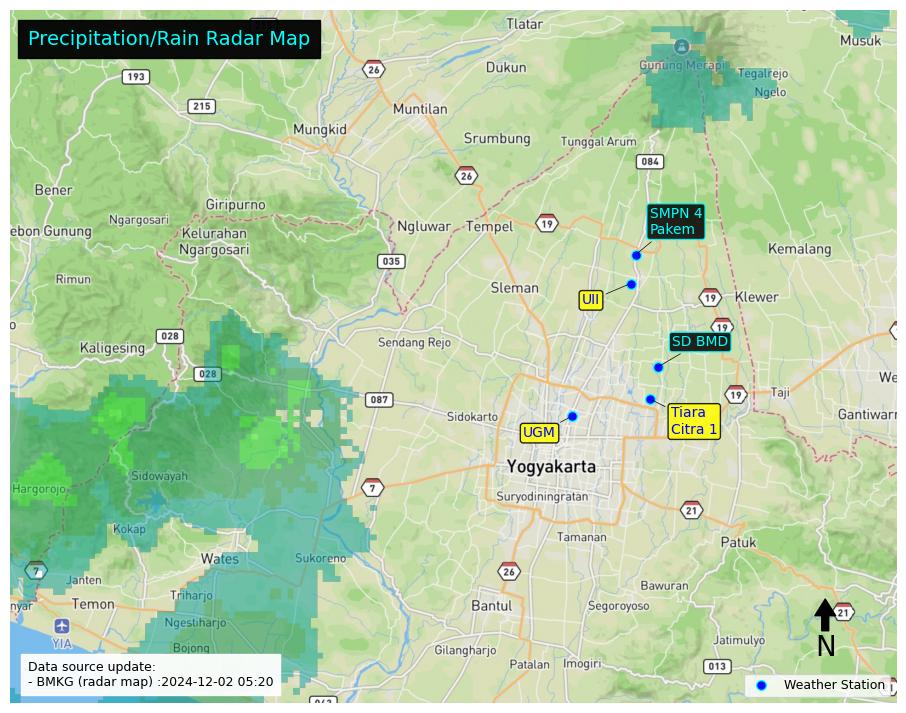 Precipitation/Rain Radar Map
Tlatar
Musuk
26
193
Dukun
Gunung Merapi
Tegalrejo
Ngelo
215
Muntilan
Mungkid
Srumbung
Tunggal Arum
084
26
Bener
Giripurno
SMPN 4
Pakem
Ngargosari
ebon Gunung
Kelurahan
Ngargosari
Ngluwar
Tempel
19
Kemalang
035
Rimun
Sleman
UII
19
Klewer
19
028
Kaligesing
Sendang Rejo
SD BMD
028
We
087
19
Taji
Sidokarto
Tiara
Citra 1
Gantiwarn
UGM
Yogyakarta
Sidowayah
Hargorojo
7
Suryodiningratan
21
Kokap
Tamanan
Patuk
Wates
Sukoreno
7
26
Janten
Bawuran
Triharjo
nyar
Temon
Bantul
Segoroyoso
21
YIA
Ngestiharjo
N
Bojong
Gilangharjo
Jatimulyo
Patalan
Imogiri
013
Data source update:
- BMKG (radar map) :2024-12-02 05:20
Weather Station